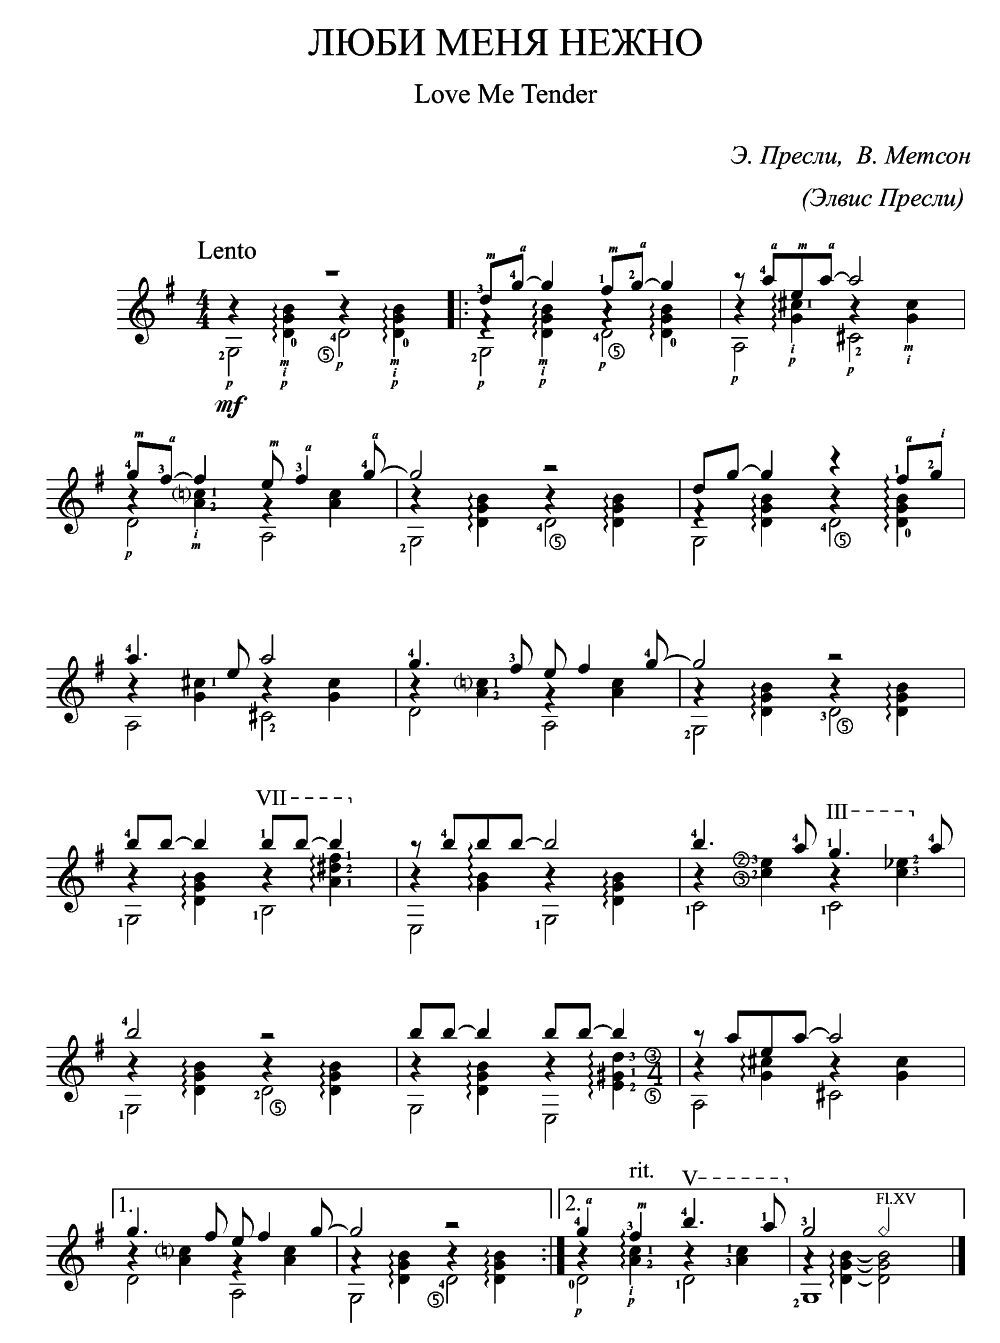 ЛЮБИ МЕНЯ НЕЖНО
Love Me Tender
Э. Пресли, В. Метсон
(Элвис Пресли)
Lento
mf
VII
III
rit.
1.
2.
V
Fl.XV